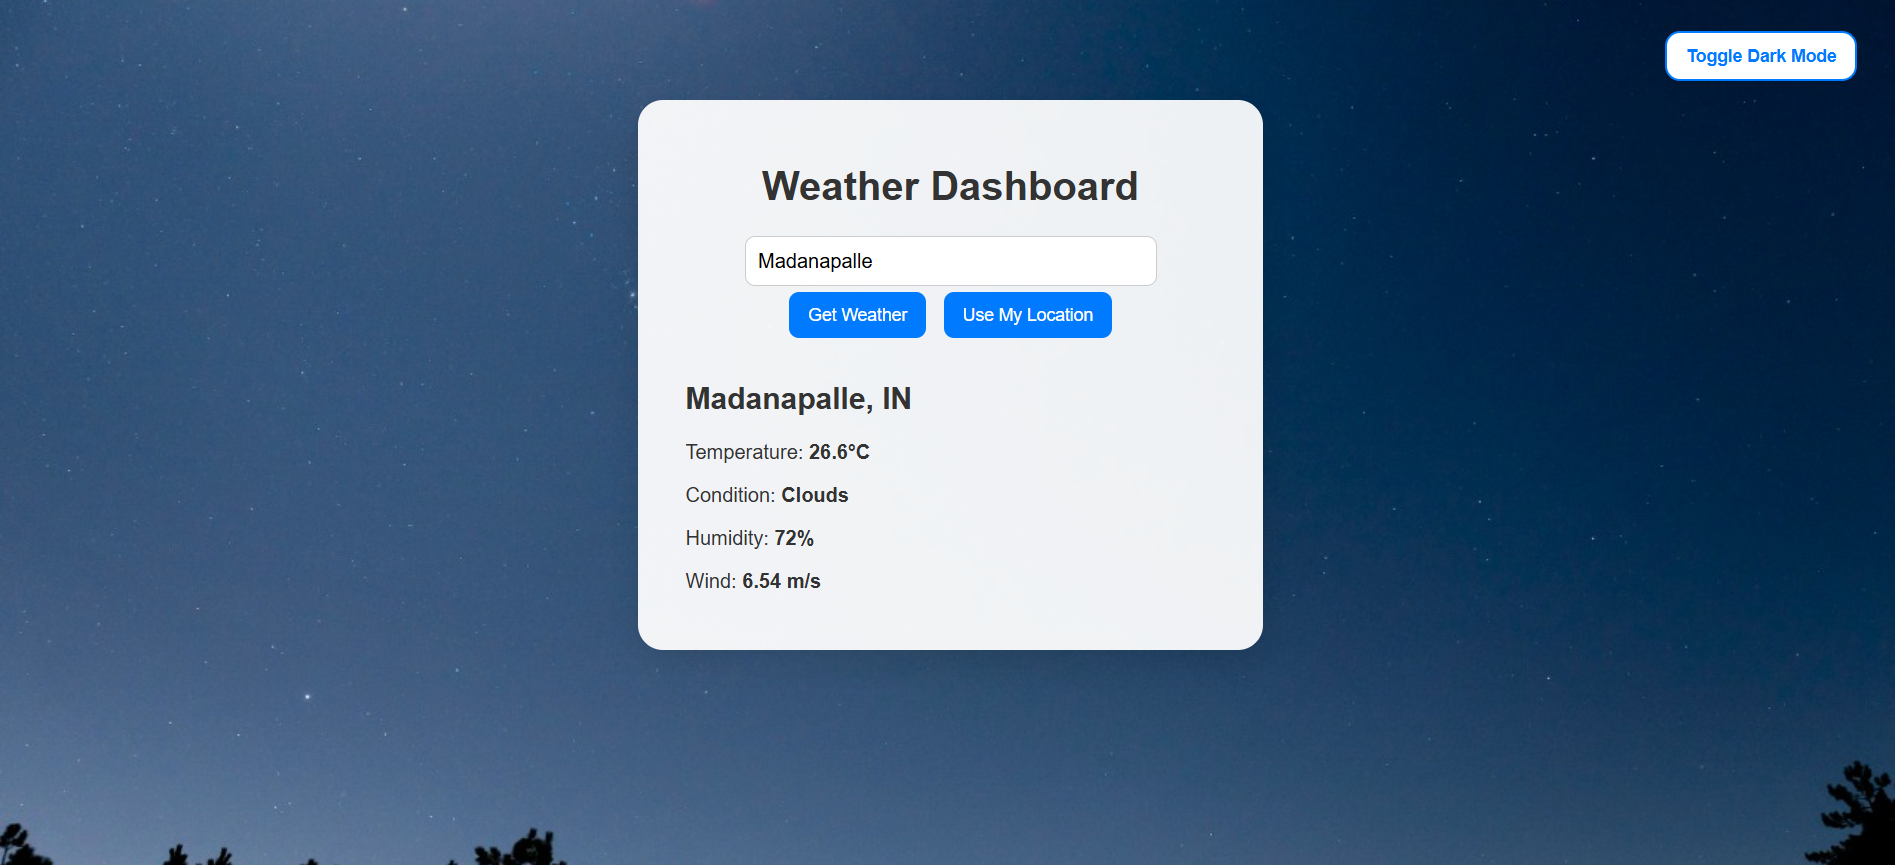 Toggle Dark Mode
Weather Dashboard
Madanapalle
Get Weather Use My Location
Madanapalle, IN
Temperature: 26.6°C
Condition: Clouds
Humidity: 72%
Wind: 6.54 m/s